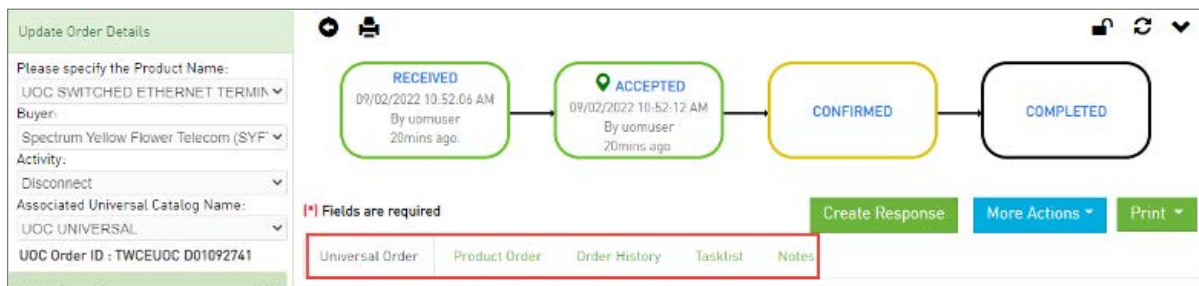 Update Order Details
Please specify the Product Name:
UOC SWITCHED ETHERNET TERMIN
Buyer:
Spectrum Yellow Flower Telecom (SYF
Activity:
Disconnect
Associated Universal Catalog Name:
UOC UNIVERSAL
UOC Order ID : TWCEUOC D01092741
RECEIVED
09/02/2022 10:52:06 AM
By uomuser
20mins ago.
ACCEPTED
09/02/2022 10:52:12 AM
By uomuser
20mins ago
CONFIRMED
COMPLETED
[*] Fields are required
Create Response
More Actions
Print
Universal Order
Product Order
Order History
Tasklist
Notes